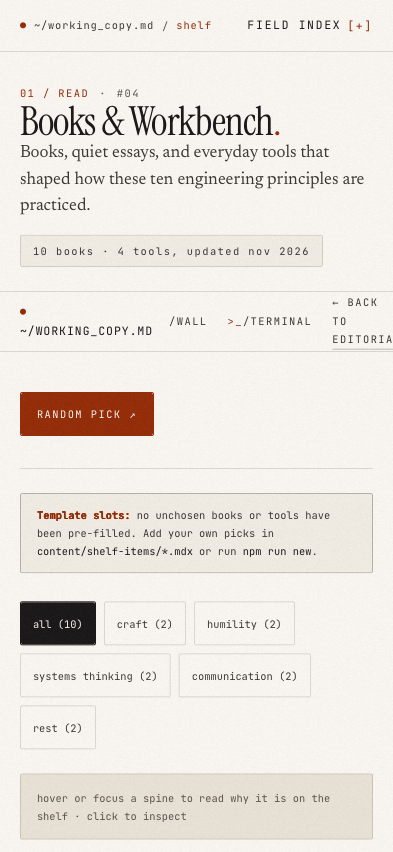 ● ~/working_copy.md / shelf
FIELD INDEX [+]
01 / READ · #04
Books & Workbench.
Books, quiet essays, and everyday tools that
shaped how these ten engineering principles are
practiced.
10 books · 4 tools, updated nov 2026
●
~/WORKING_COPY.MD
/WALL
>_/TERMINAL
← BACK
TO
EDITORIA
RANDOM PICK ↗
Template slots: no unchosen books or tools have
been pre-filled. Add your own picks in
content/shelf-items/*.mdx or run npm run new.
all (10)
craft (2)
humility (2)
systems thinking (2)
communication (2)
rest (2)
hover or focus a spine to read why it is on the
shelf · click to inspect